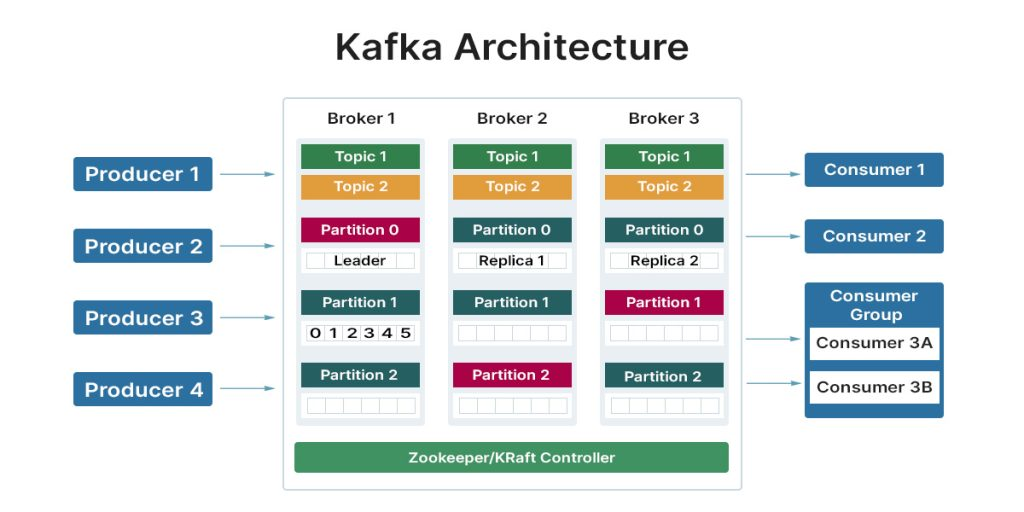 Kafka Architecture
Broker 1
Broker 2
Broker 3
Topic 1
Topic 1
Topic 1
Topic 2
Topic 2
Topic 2
Partition 0
Partition 0
Partition 0
Leader
Replica 1
Replica 2
Partition 1
Partition 1
Partition 1
0 1 2 3 4 5
Partition 2
Partition 2
Partition 2
Zookeeper/KRaft Controller
Producer 1
Producer 2
Producer 3
Producer 4
Consumer 1
Consumer 2
Consumer
Group
Consumer 3A
Consumer 3B